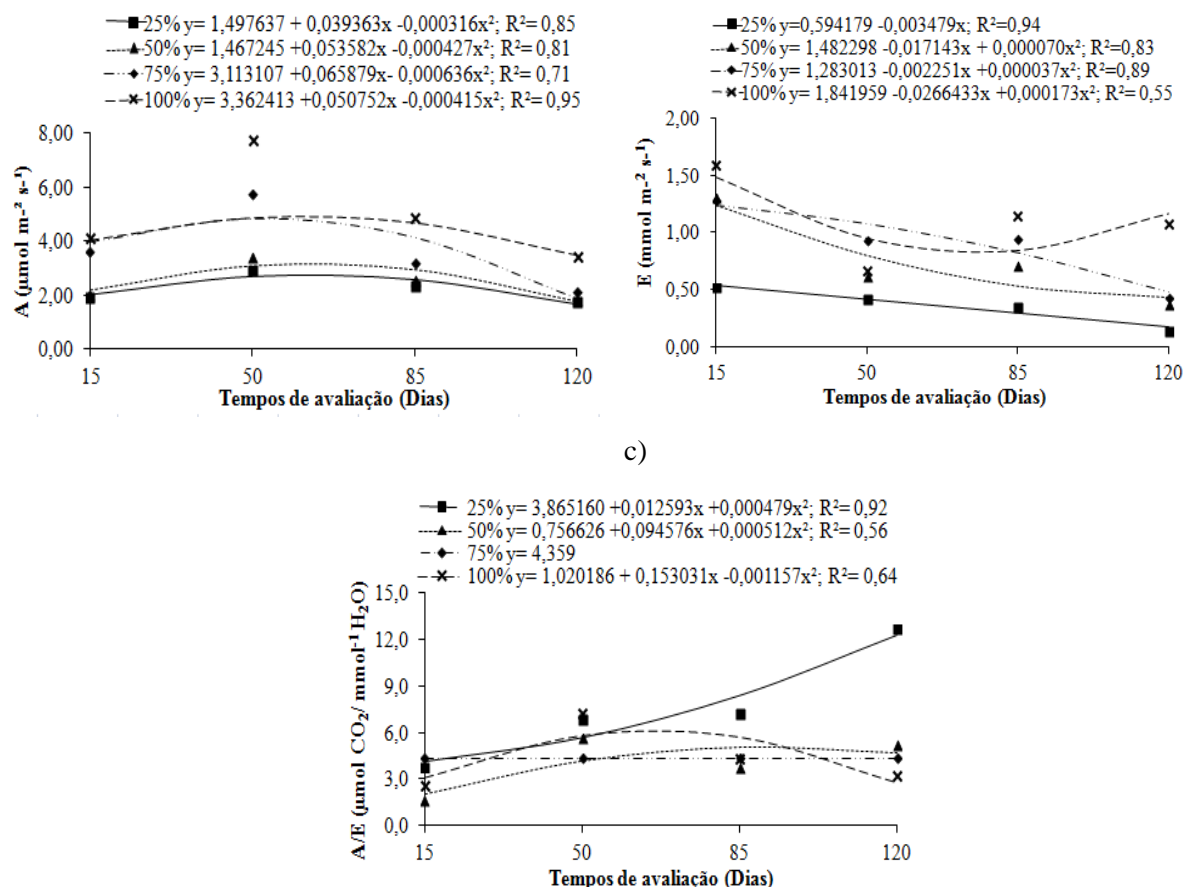 25% y= 1,497637 + 0,039363x -0,000316x²; R²= 0,85
50% y= 1,467245 +0,053582x -0,000427x²; R²= 0,81
75% y= 3,113107 +0,065879x- 0,000636x²; R²= 0,71
100% y= 3,362413 +0,050752x -0,000415x²; R²= 0,95
A (µmol m-² s-¹)
8,00
6,00
4,00
2,00
0,00
15 50 85 120
Tempos de avaliação (Dias)
25% y=0,594179 -0,003479x; R²= 0,94
50% y= 1,482298 -0,017143x + 0,000070x²; R²= 0,83
75% y= 1,283013 -0,002251x +0,000037x²; R²= 0,89
100% y= 1,841959 -0,0266433x +0,000173x²; R²= 0,55
E (mmol m-² s-¹)
2,00
1,50
1,00
0,50
0,00
15 50 85 120
Tempos de avaliação (Dias)
c)
25% y= 3,865160 +0,012593x +0,000479x²; R²= 0,92
50% y= 0,756626 +0,094576x +0,000512x²; R²= 0,56
75% y= 4,359
100% y= 1,020186 + 0,153031x -0,001157x²; R²= 0,64
A/E (µmol CO₂/ mmol-¹ H₂O)
15,0
12,0
9,0
6,0
3,0
0,0
15 50 85 120
Tempos de avaliação (Dias)